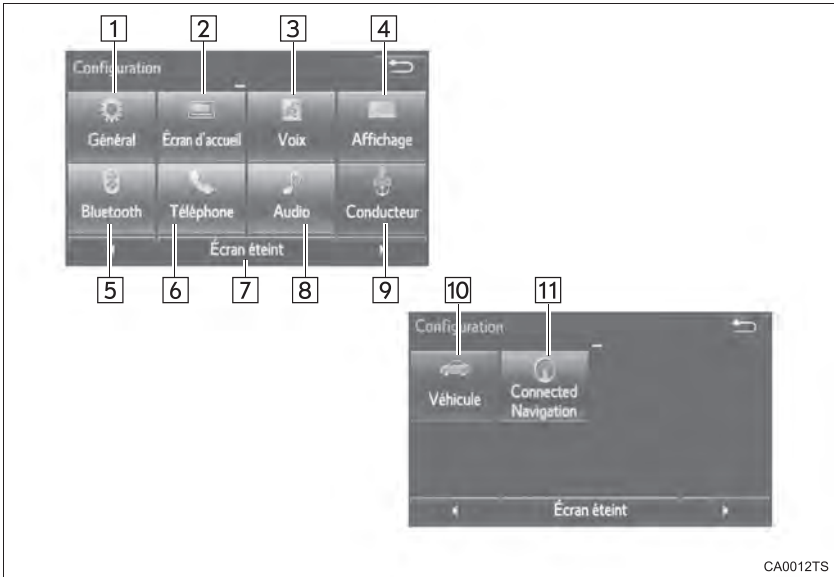 1 2 3 4
Configuration
Général Écran d'accueil Voix Affichage
Bluetooth Téléphone Audio Conducteur
Écran éteint
5 6 7 8 9
10 11
Configuration
Véhicule Connected Navigation
Écran éteint
CA0012TS